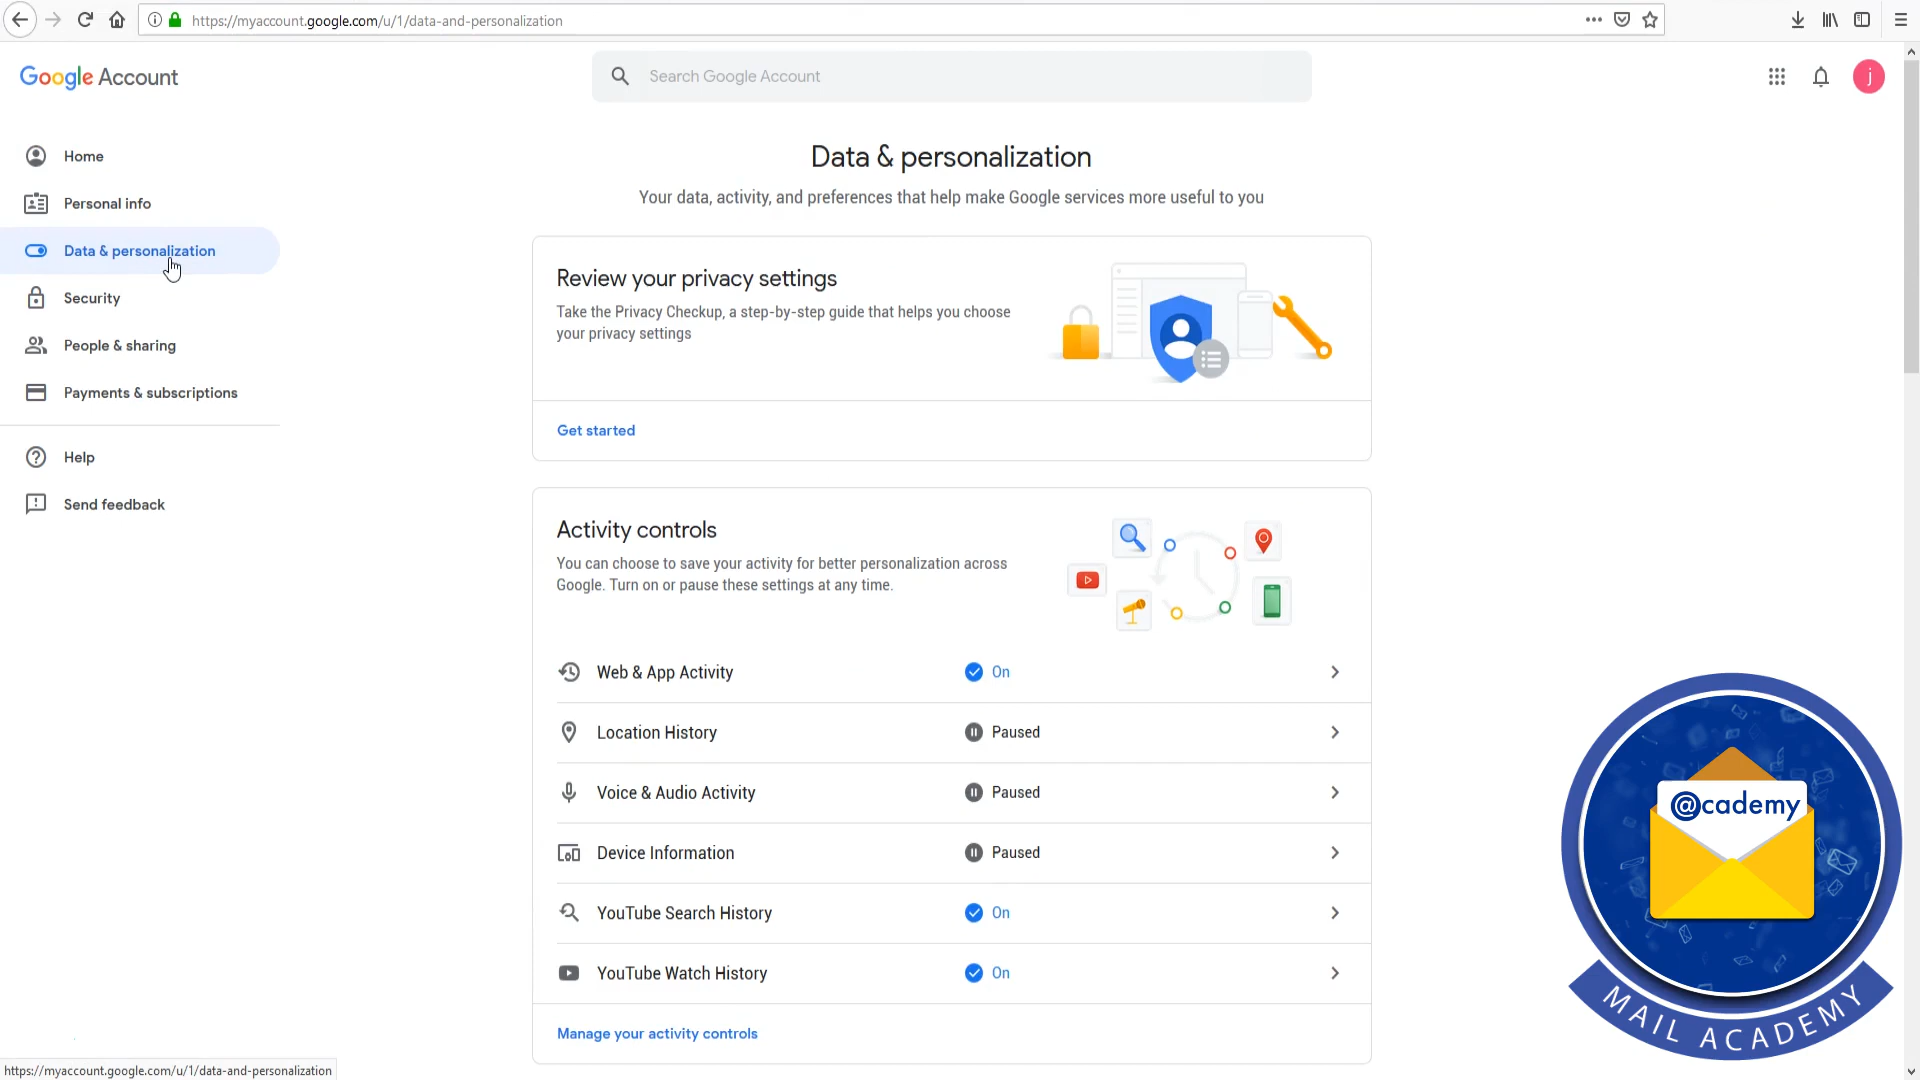 https://myaccount.google.com/u/1/data-and-personalization
Google Account
Search Google Account
j
Home
Personal info
Data & personalization
Security
People & sharing
Payments & subscriptions
Help
Send feedback
Data & personalization
Your data, activity, and preferences that help make Google services more useful to you
Review your privacy settings
Take the Privacy Checkup, a step-by-step guide that helps you choose
your privacy settings
Get started
Activity controls
You can choose to save your activity for better personalization across
Google. Turn on or pause these settings at any time.
Web & App Activity On
Location History Paused
Voice & Audio Activity Paused
Device Information Paused
YouTube Search History On
YouTube Watch History On
Manage your activity controls
@cademy
MAIL ACADEMY
https://myaccount.google.com/u/1/data-and-personalization